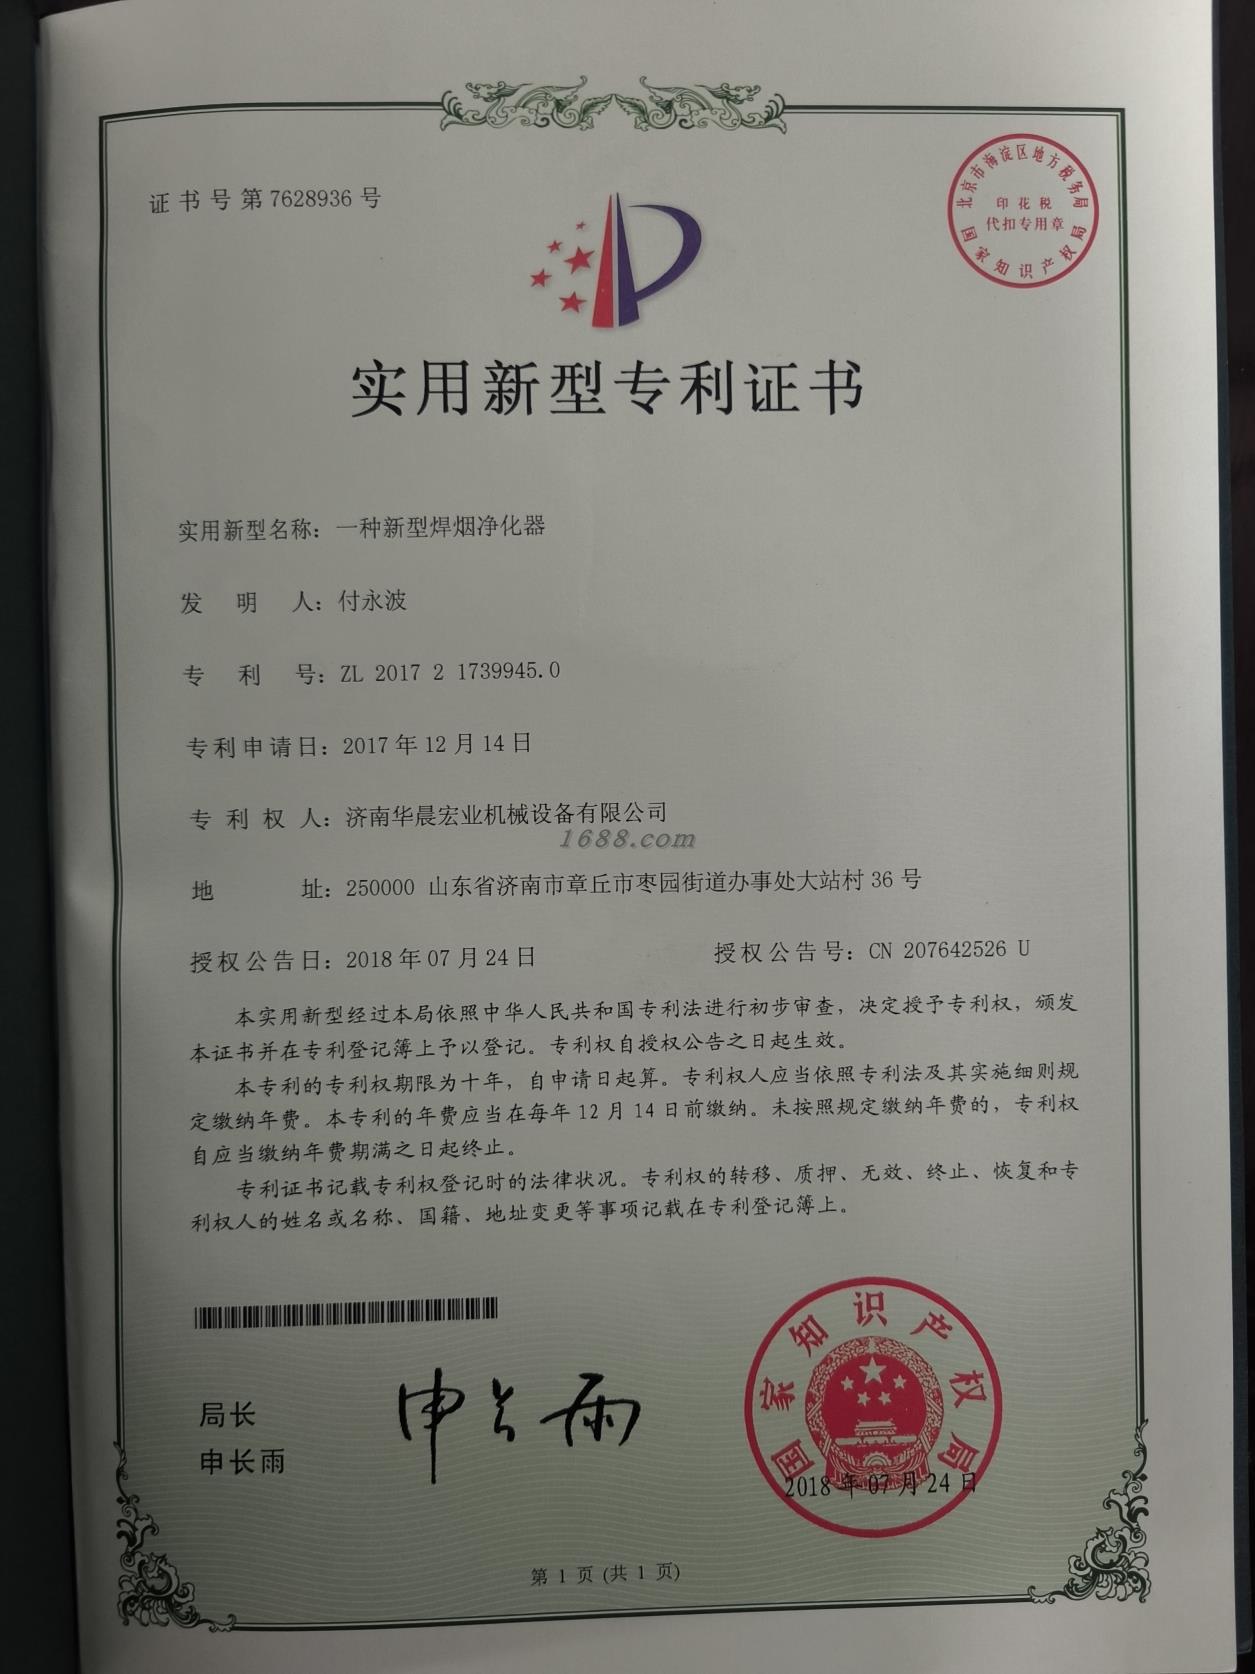 证书号第7628936号
北京市海淀区地方税务局
印花税
代扣专用章
国家知识产权局
实用新型专利证书
实用新型名称：一种新型焊烟净化器
发明人：付永波
专利号：ZL 2017 2 1739945.0
专利申请日：2017年12月14日
专利权人：济南华晨宏业机械设备有限公司
1688.com
地址：250000 山东省济南市章丘市枣园街道办事处大站村36号
授权公告日：2018年07月24日 授权公告号：CN 207642526 U
本实用新型经过本局依照中华人民共和国专利法进行初步审查，决定授予专利权，颁发
本证书并在专利登记簿上予以登记。专利权自授权公告之日起生效。
本专利的专利权期限为十年，自申请日起算。专利权人应当依照专利法及其实施细则规
定缴纳年费。本专利的年费应当在每年12月14日前缴纳。未按照规定缴纳年费的，专利权
自应当缴纳年费期满之日起终止。
专利证书记载专利权登记时的法律状况。专利权的转移、质押、无效、终止、恢复和专
利权人的姓名或名称、国籍、地址变更等事项记载在专利登记簿上。
局长
申长雨
申长雨
国家知识产权局
2018年07月24日
第1页(共1页)